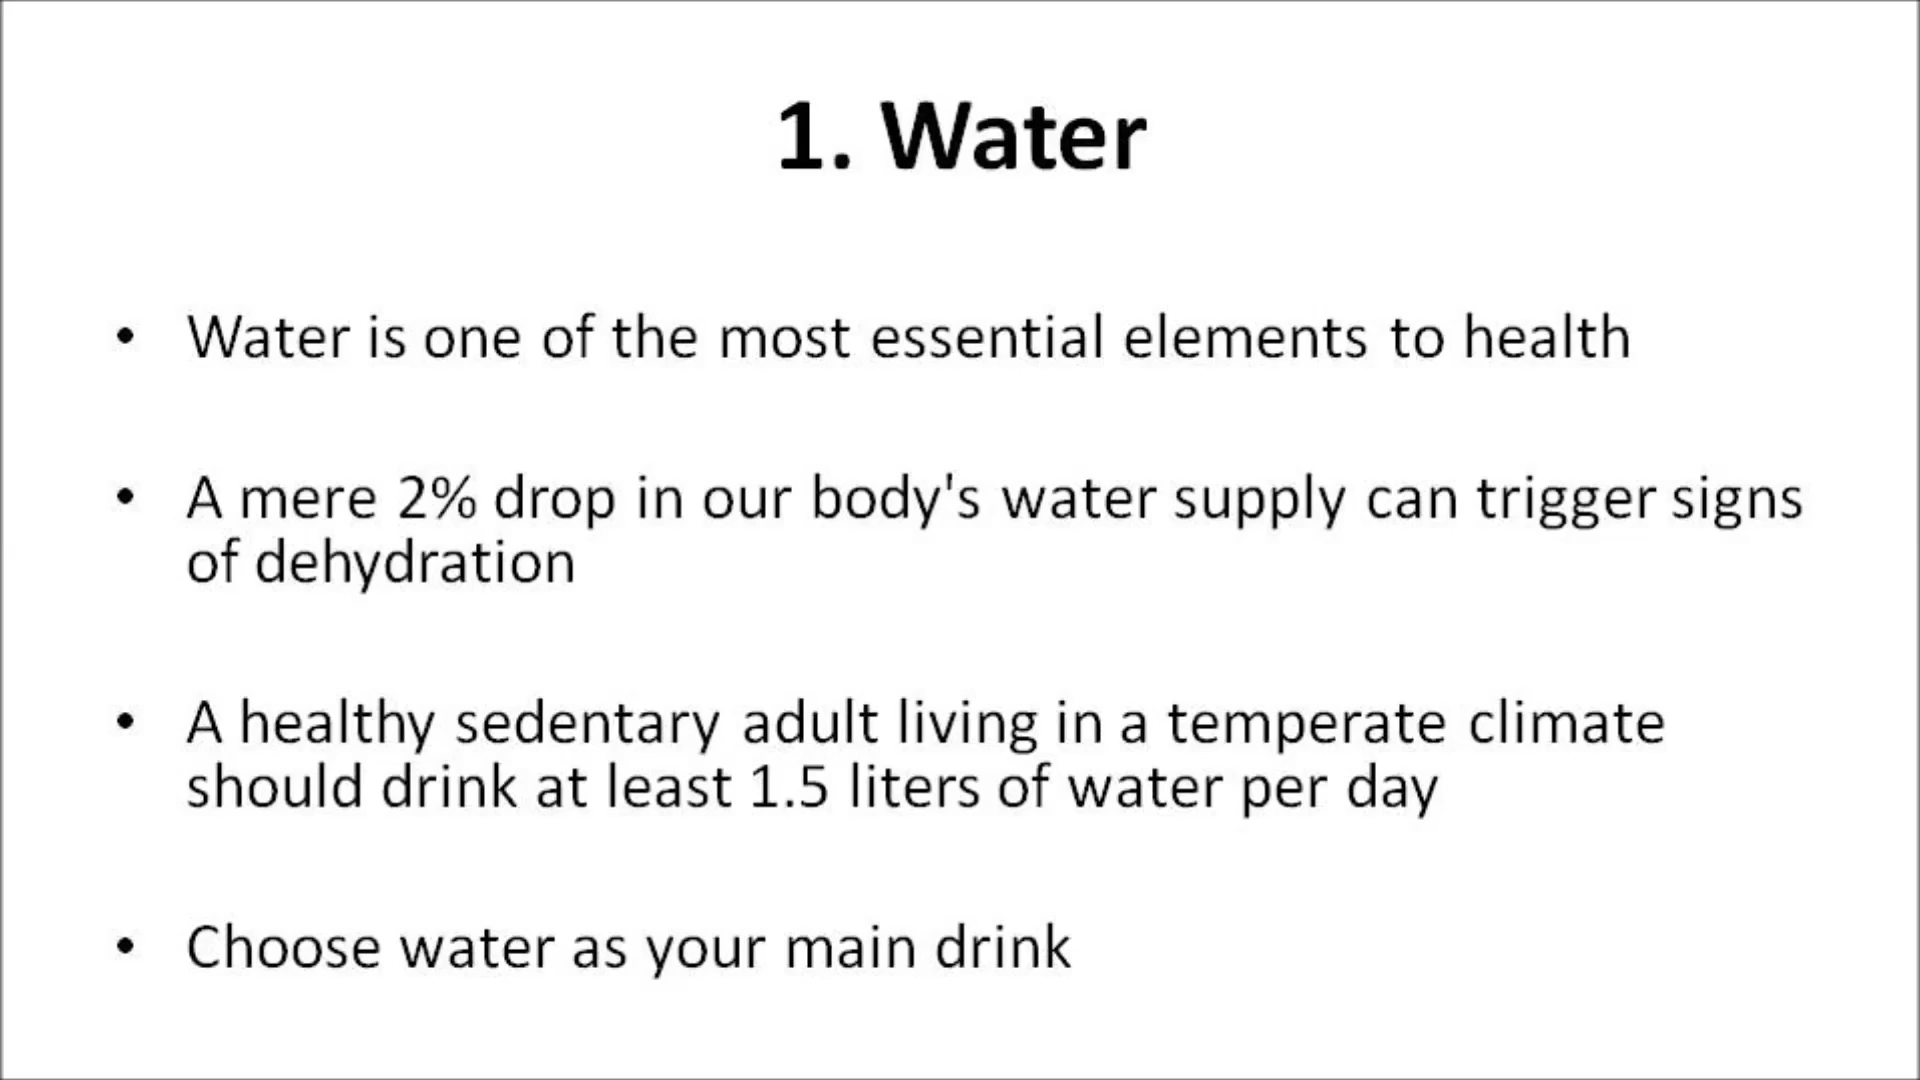 1. Water
• Water is one of the most essential elements to health
• A mere 2% drop in our body's water supply can trigger signs
of dehydration
• A healthy sedentary adult living in a temperate climate
should drink at least 1.5 liters of water per day
• Choose water as your main drink